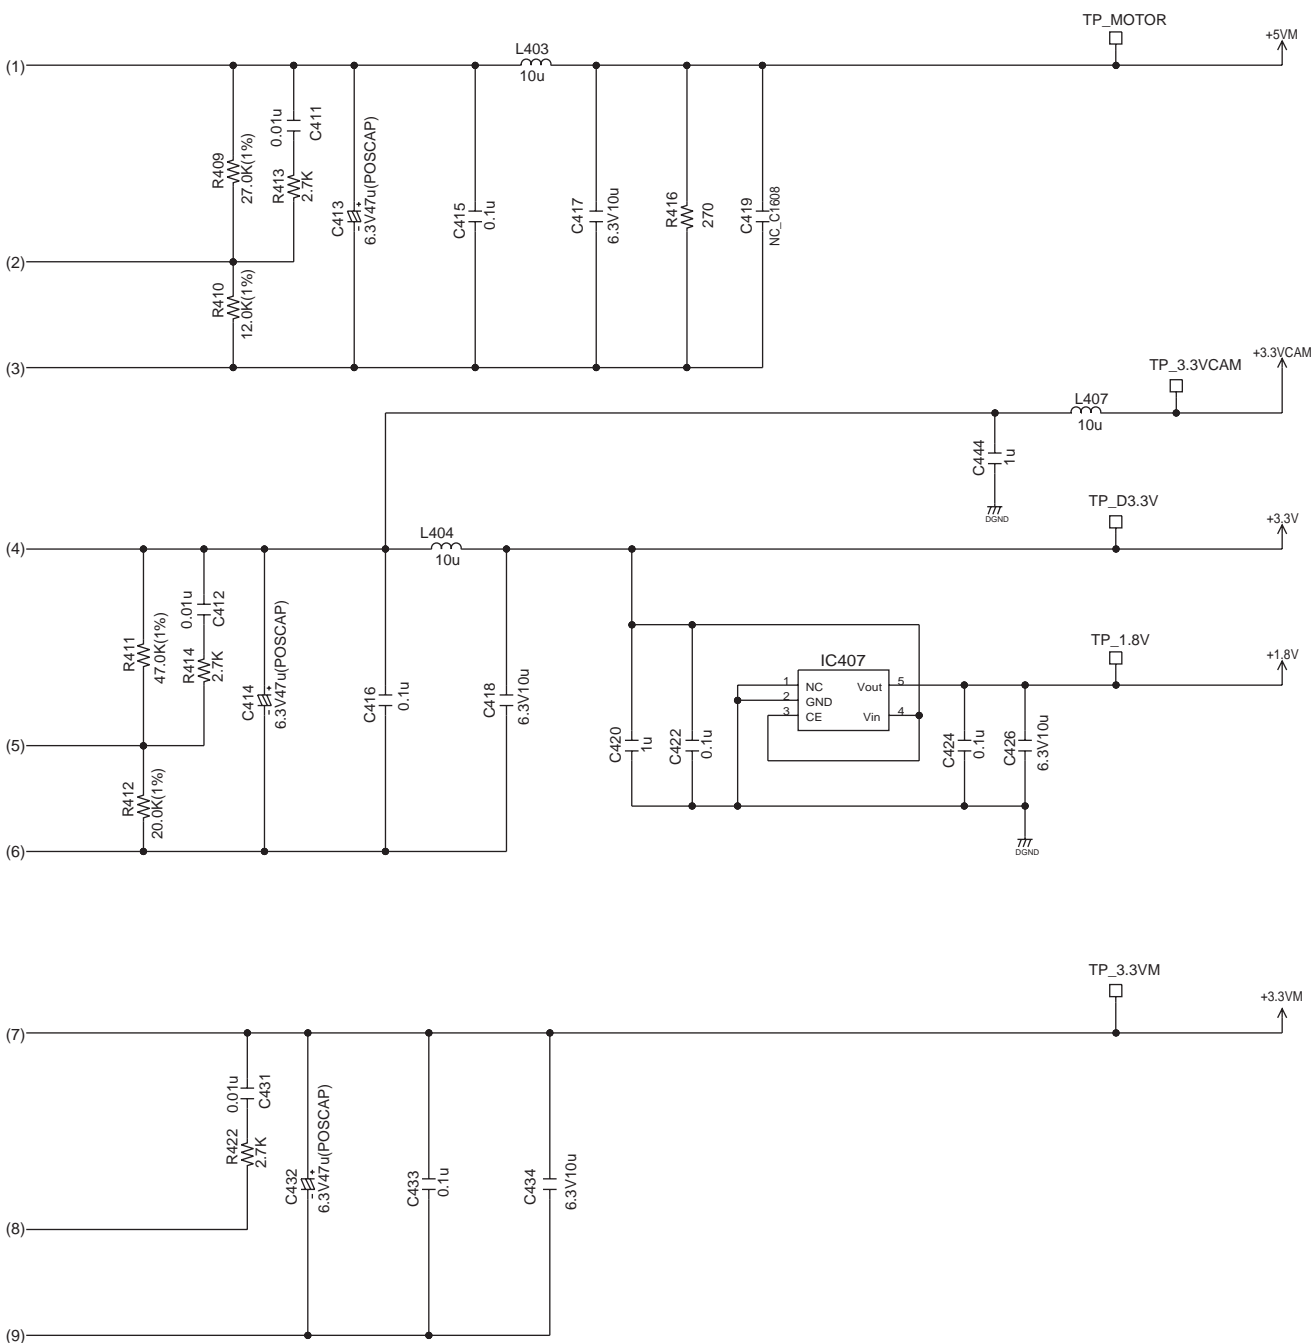 TP_MOTOR
+5VM
(1)
L403
10u
0.01u
C411
R409
27.0K(1%)
R413
2.7K
C413
6.3V47u(POSCAP)
+
-
C415
0.1u
C417
6.3V10u
R416
270
C419
NC_C1608
(2)
R410
12.0K(1%)
(3)
TP_3.3VCAM
+3.3VCAM
L407
10u
C444
1u
DGND
TP_D3.3V
+3.3V
(4)
L404
10u
0.01u
C412
R411
47.0K(1%)
R414
2.7K
C414
6.3V47u(POSCAP)
+
-
C416
0.1u
C418
6.3V10u
TP_1.8V
+1.8V
IC407
1 NC Vout 5
2 GND
3 CE Vin 4
C420
1u
C422
0.1u
C424
0.1u
C426
6.3V10u
(5)
R412
20.0K(1%)
(6)
DGND
TP_3.3VM
+3.3VM
(7)
0.01u
C431
R422
2.7K
C432
6.3V47u(POSCAP)
+
-
C433
0.1u
C434
6.3V10u
(8)
(9)